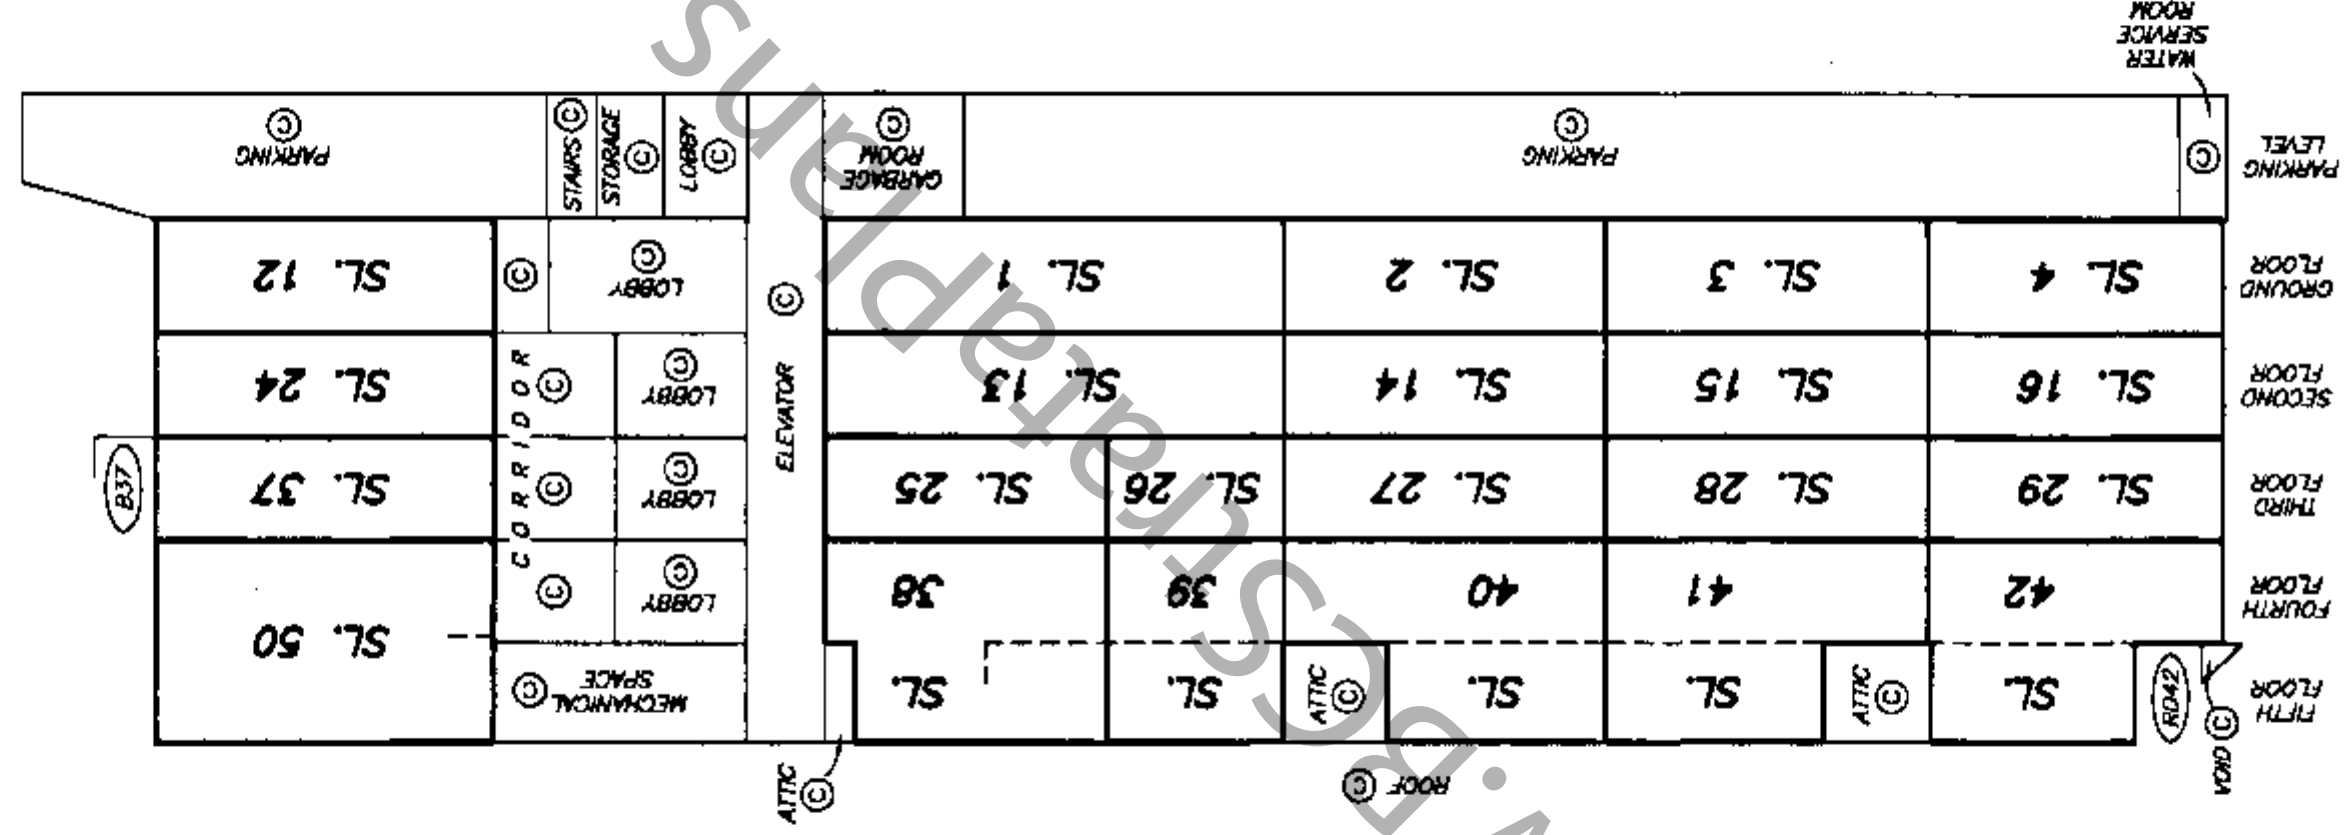 ROOF ©
ATTIC ©
VOID ©
FIFTH
FLOOR
RD42
SL.
ATTIC ©
SL.
SL.
ATTIC ©
SL.
SL.
MECHANICAL
SPACE ©
FOURTH
FLOOR
42
41
40
39
38
LOBBY ©
©
SL. 50
THIRD
FLOOR
SL. 29
SL. 28
SL. 27
SL. 26
SL. 25
LOBBY ©
©
SL. 37
B37
SECOND
FLOOR
SL. 16
SL. 15
SL. 14
SL. 13
ELEVATOR ©
LOBBY ©
CORRIDOR
©
SL. 24
GROUND
FLOOR
SL. 4
SL. 3
SL. 2
SL. 1
LOBBY ©
©
SL. 12
PARKING
LEVEL
©
PARKING
©
GARBAGE
ROOM
©
LOBBY ©
STORAGE ©
STAIRS ©
PARKING
©
WATER
SERVICE
ROOM
BCStrataplans